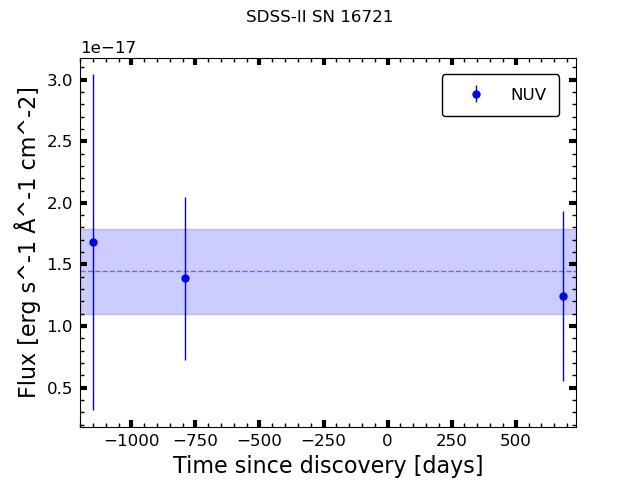 SDSS-II SN 16721
1e−17
3.0
2.5
2.0
1.5
1.0
0.5
Flux [erg s^-1 Å^-1 cm^-2]
NUV
−1000 −750 −500 −250 0 250 500
Time since discovery [days]